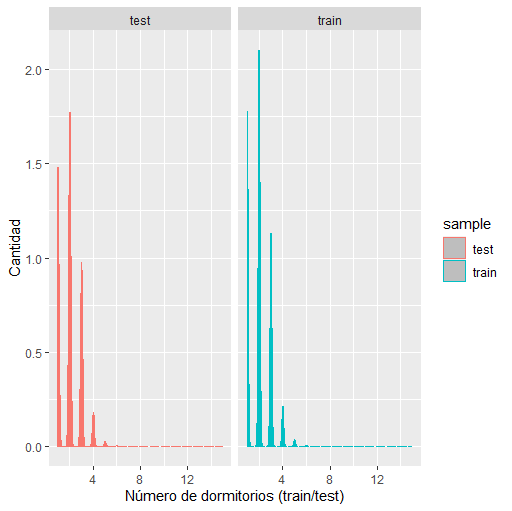 test
train
2.0
1.5
1.0
0.5
0.0
Cantidad
4
8
12
4
8
12
Número de dormitorios (train/test)
sample
test
train